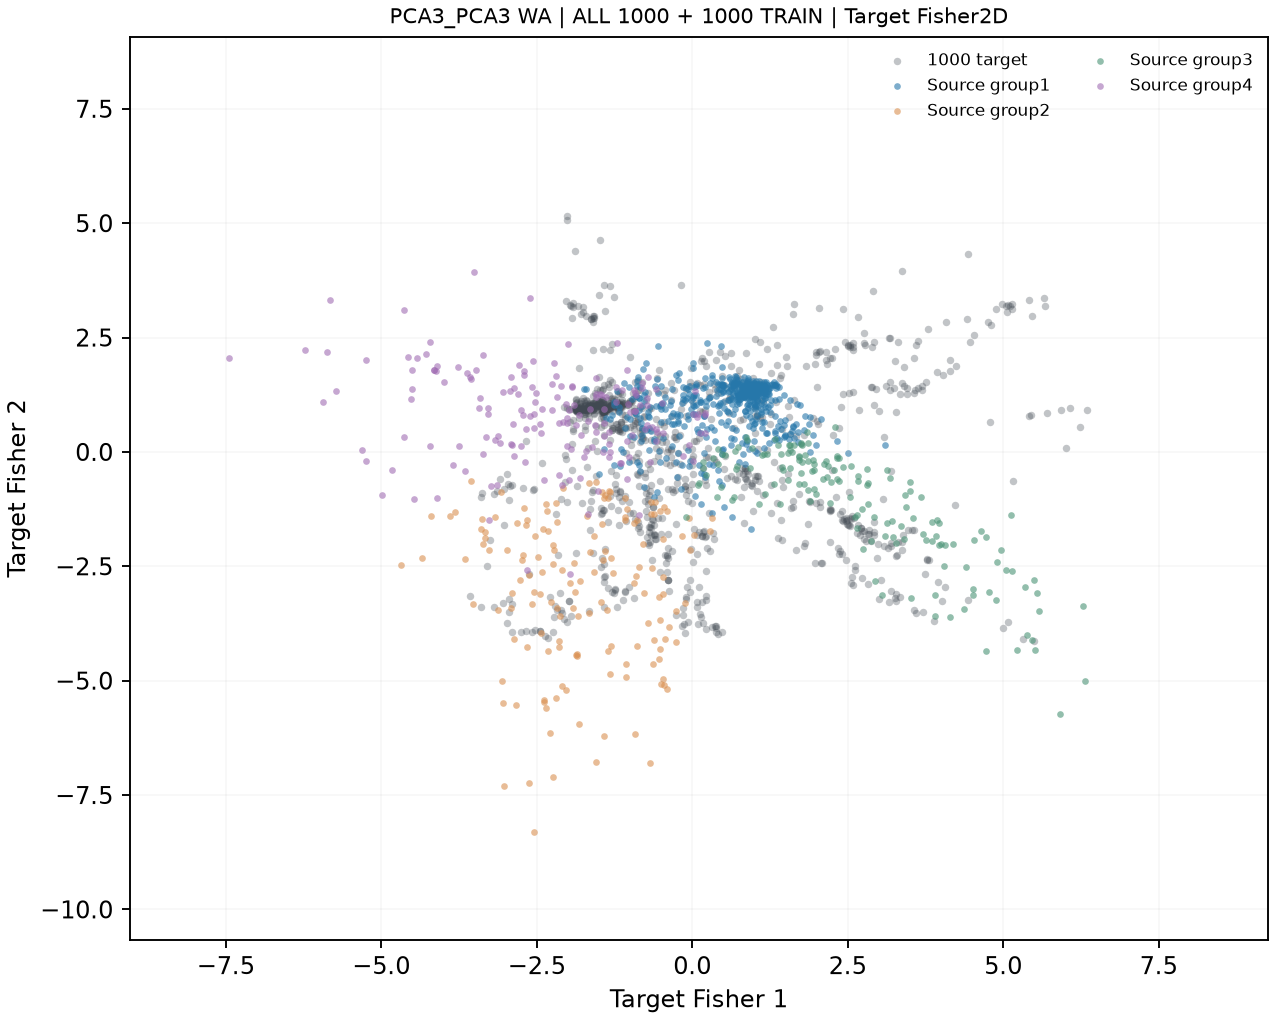 PCA3_PCA3 WA | ALL 1000 + 1000 TRAIN | Target Fisher2D
1000 target
Source group1
Source group2
Source group3
Source group4
7.5
5.0
2.5
0.0
−2.5
−5.0
−7.5
−10.0
Target Fisher 2
−7.5
−5.0
−2.5
0.0
2.5
5.0
7.5
Target Fisher 1